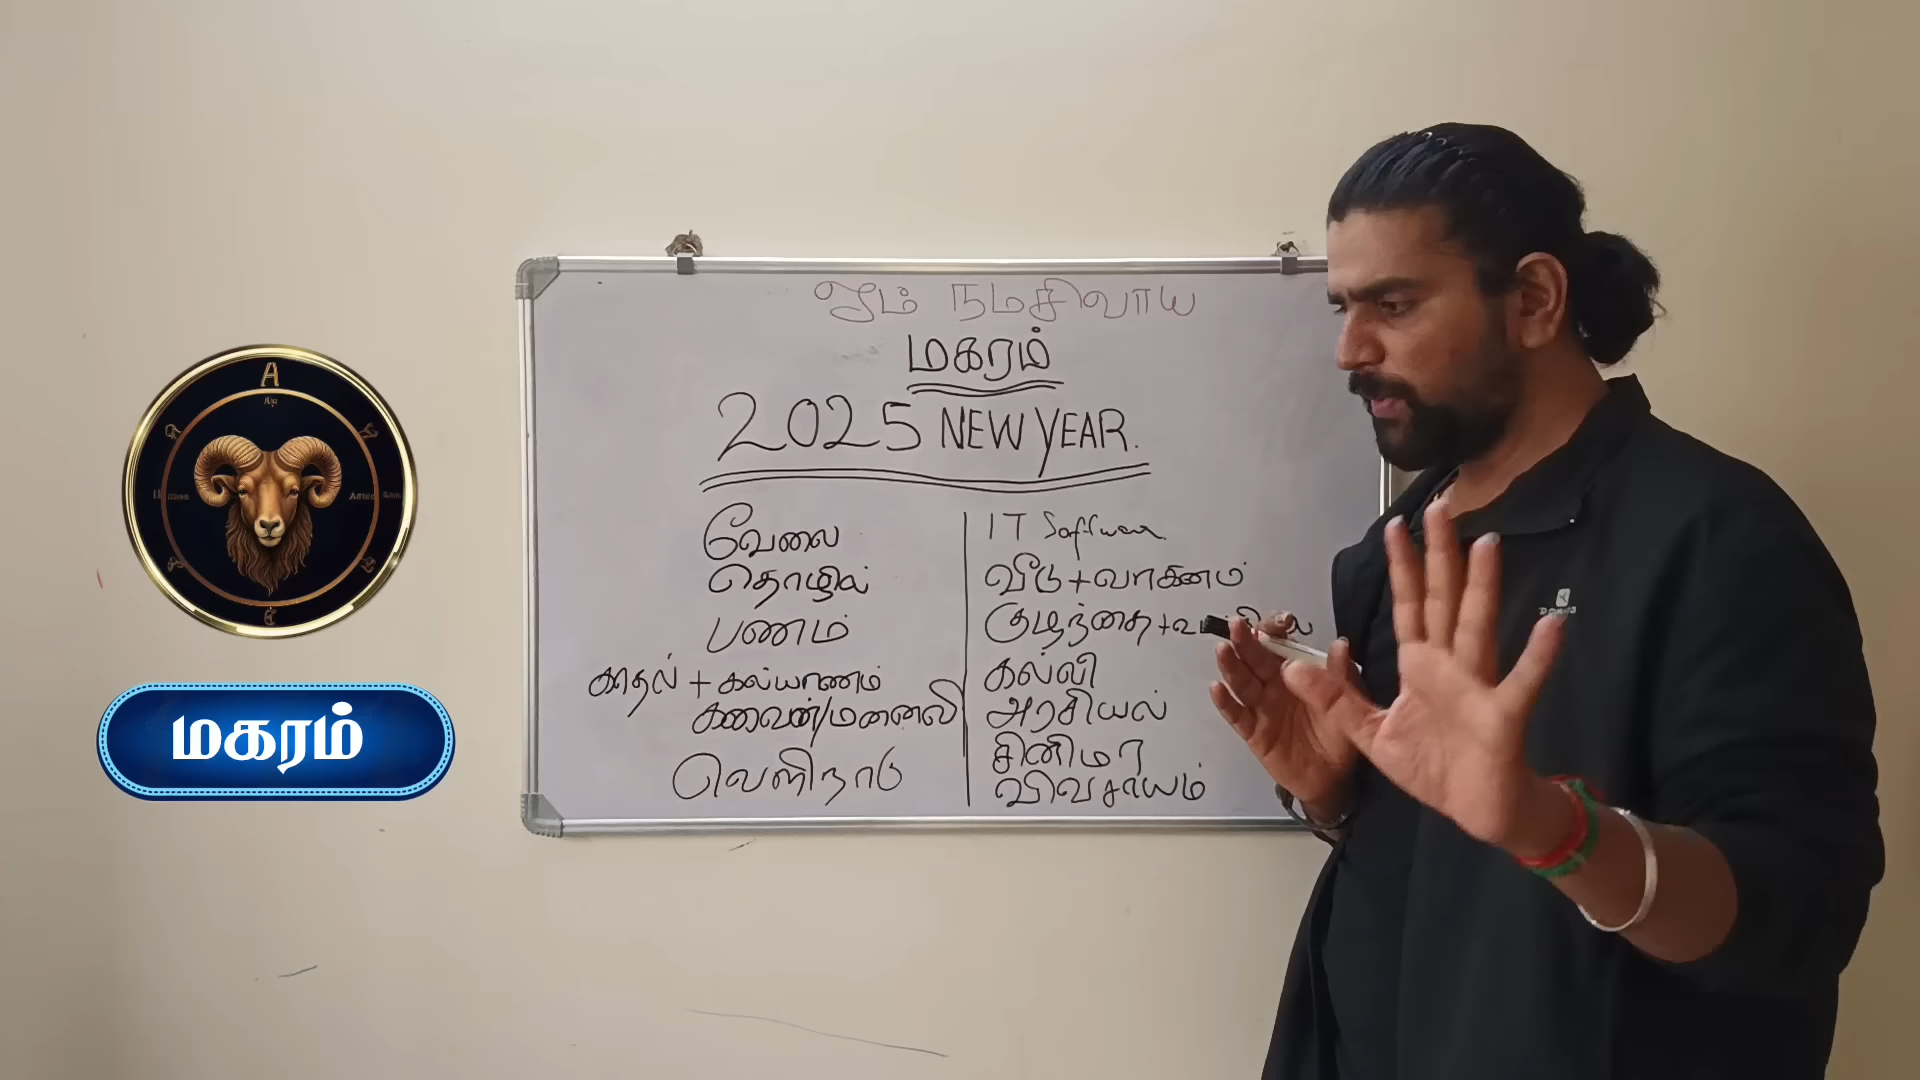 ஓம் நமசிவாய
மகரம்
2025 NEW YEAR.
வேலை
தொழில்
பணம்
காதல் + கல்யாணம்
கணவன்/மனைவி
வெளிநாடு
IT Software
வீடு + வாகனம்
குழந்தை +
கல்வி
அரசியல்
சினிமா
விவசாயம்
A
மகரம்